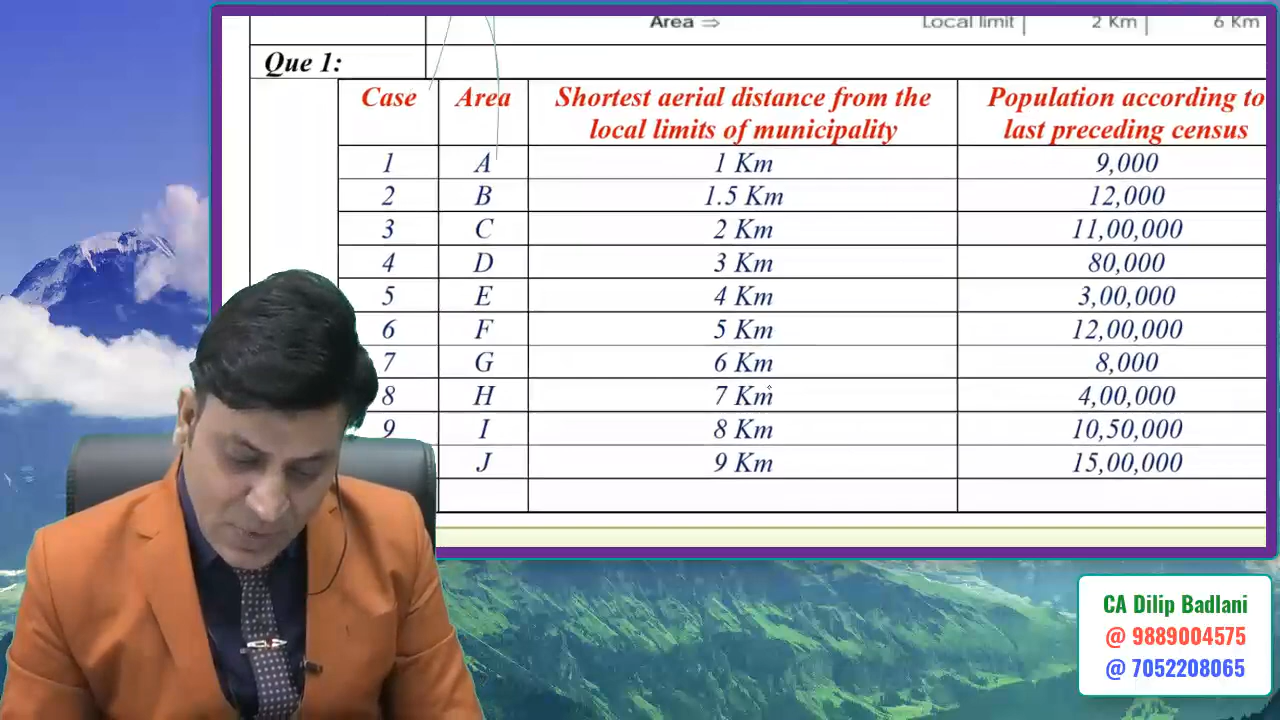 Area ⇒ Local limit | 2 Km | 6 Km
Que 1:
Case Area Shortest aerial distance from the local limits of municipality Population according to last preceding census
1 A 1 Km 9,000
2 B 1.5 Km 12,000
3 C 2 Km 11,00,000
4 D 3 Km 80,000
5 E 4 Km 3,00,000
6 F 5 Km 12,00,000
7 G 6 Km 8,000
8 H 7 Km 4,00,000
9 I 8 Km 10,50,000
J 9 Km 15,00,000
CA Dilip Badlani
@ 9889004575
@ 7052208065